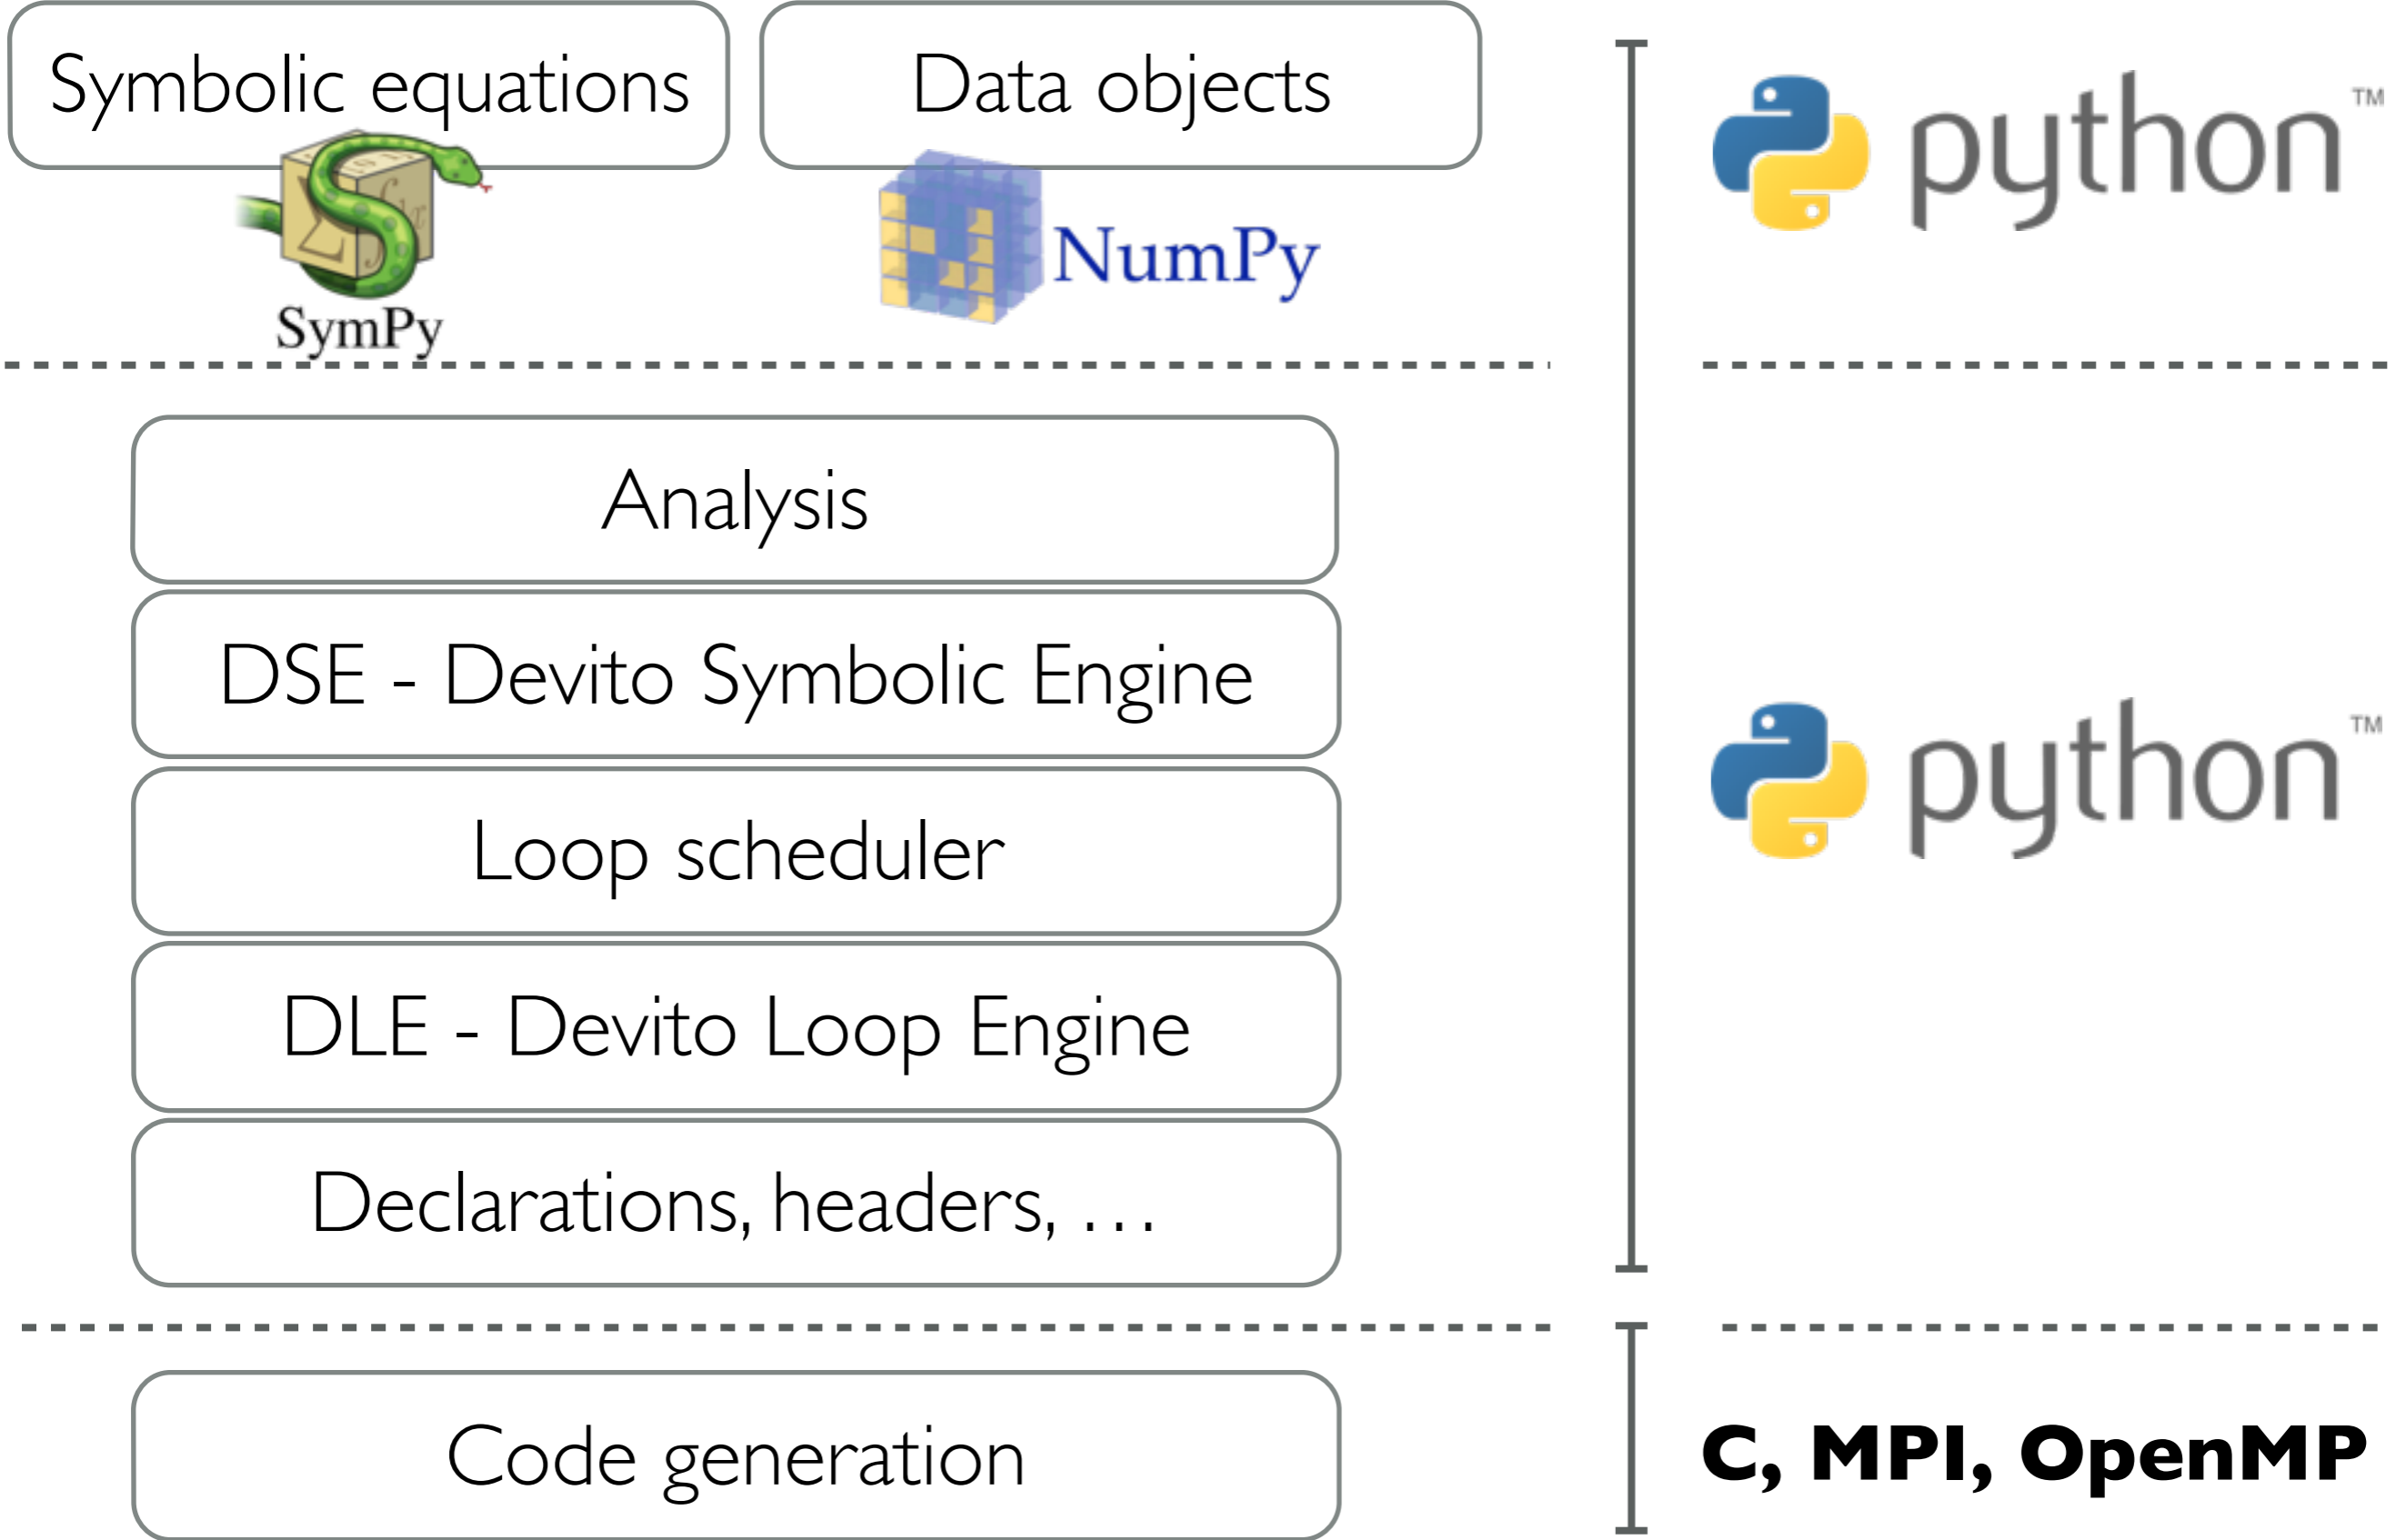 Symbolic equations
Data objects
python™
SymPy
NumPy
Analysis
DSE - Devito Symbolic Engine
python™
Loop scheduler
DLE - Devito Loop Engine
Declarations, headers, …
Code generation
C, MPI, OpenMP